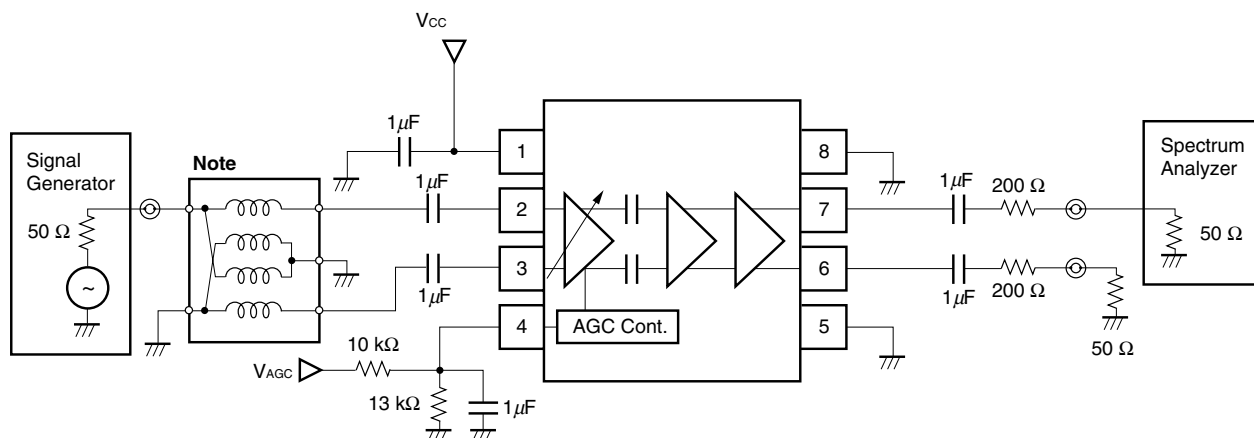 VCC
1μF
Note
Signal
Generator
50 Ω
~
1μF
1μF
1
2
3
4
AGC Cont.
8
7
6
5
1μF
200 Ω
1μF
200 Ω
Spectrum
Analyzer
50 Ω
50 Ω
VAGC
10 kΩ
13 kΩ
1μF